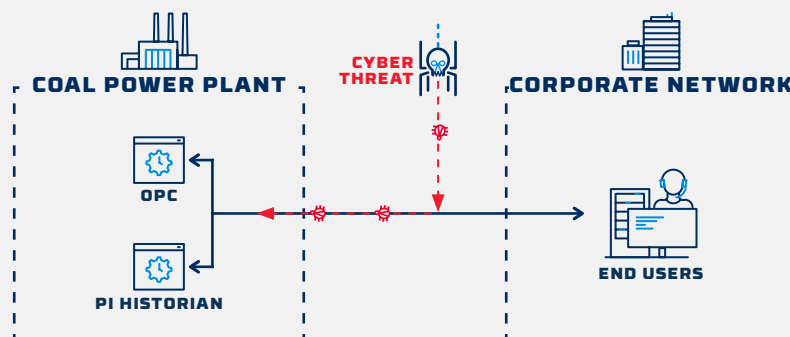 CYBER
THREAT
COAL POWER PLANT
CORPORATE NETWORK
OPC
PI HISTORIAN
END USERS